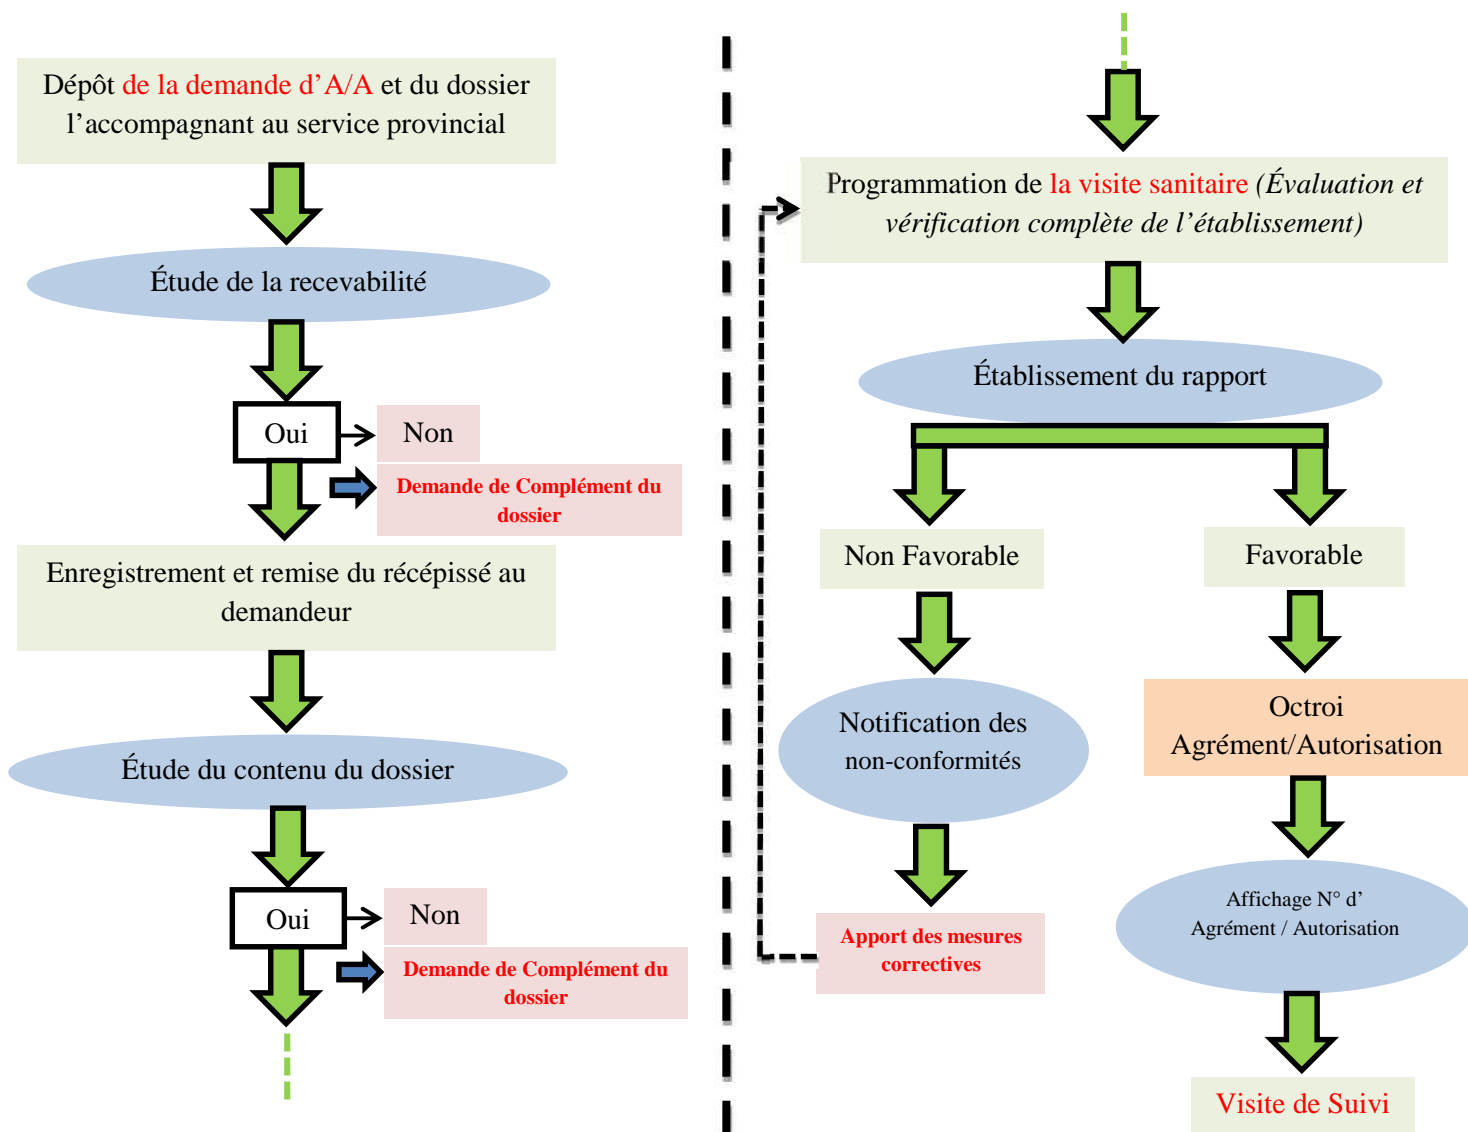 Dépôt de la demande d’A/A et du dossier
l’accompagnant au service provincial
Étude de la recevabilité
Oui
Non
Demande de Complément du
dossier
Enregistrement et remise du récépissé au
demandeur
Étude du contenu du dossier
Oui
Non
Demande de Complément du
dossier
Programmation de la visite sanitaire (Évaluation et
vérification complète de l’établissement)
Établissement du rapport
Non Favorable
Favorable
Notification des
non-conformités
Octroi
Agrément/Autorisation
Apport des mesures
correctives
Affichage N° d’
Agrément / Autorisation
Visite de Suivi